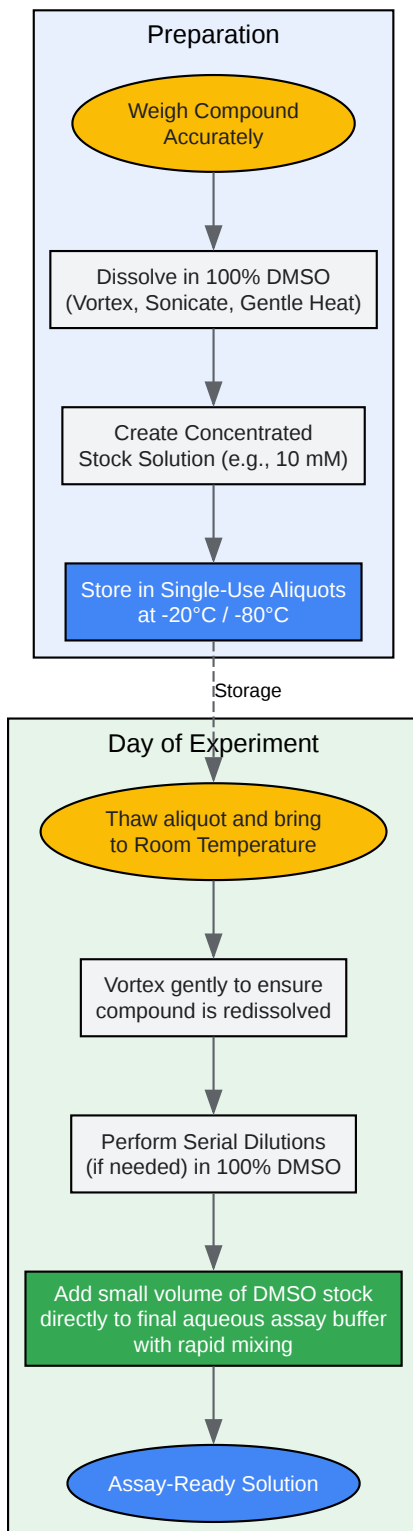 Preparation
Weigh Compound
Accurately
Dissolve in 100% DMSO
(Vortex, Sonicate, Gentle Heat)
Create Concentrated
Stock Solution (e.g., 10 mM)
Store in Single-Use Aliquots
at -20°C / -80°C
Storage
Day of Experiment
Thaw aliquot and bring
to Room Temperature
Vortex gently to ensure
compound is redissolved
Perform Serial Dilutions
(if needed) in 100% DMSO
Add small volume of DMSO stock
directly to final aqueous assay buffer
with rapid mixing
Assay-Ready Solution